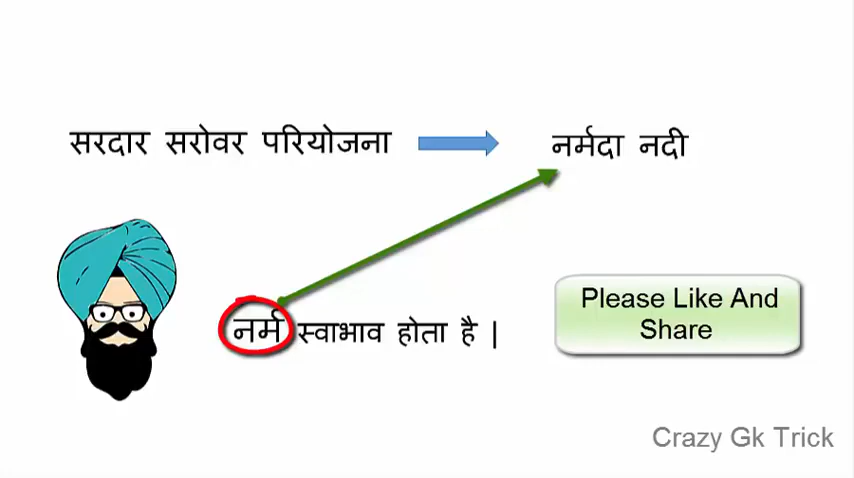 सरदार सरोवर परियोजना नर्मदा नदी
नर्म स्वाभाव होता है |
Please Like And
Share
Crazy Gk Trick